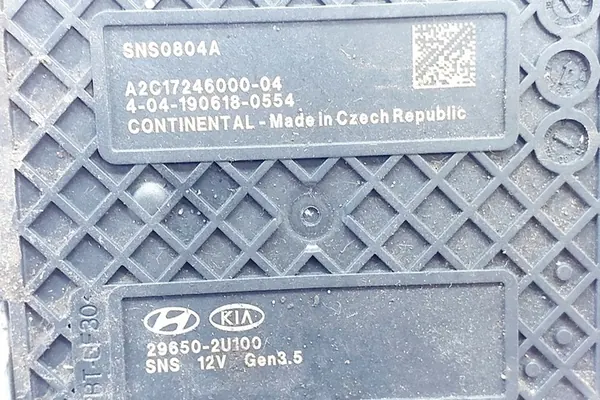 SNS0804A
A2C17246000-04
4-04-190618-0554
CONTINENTAL - Made in Czech Republic
KIA
29650-2U100
SNS 12V Gen3.5